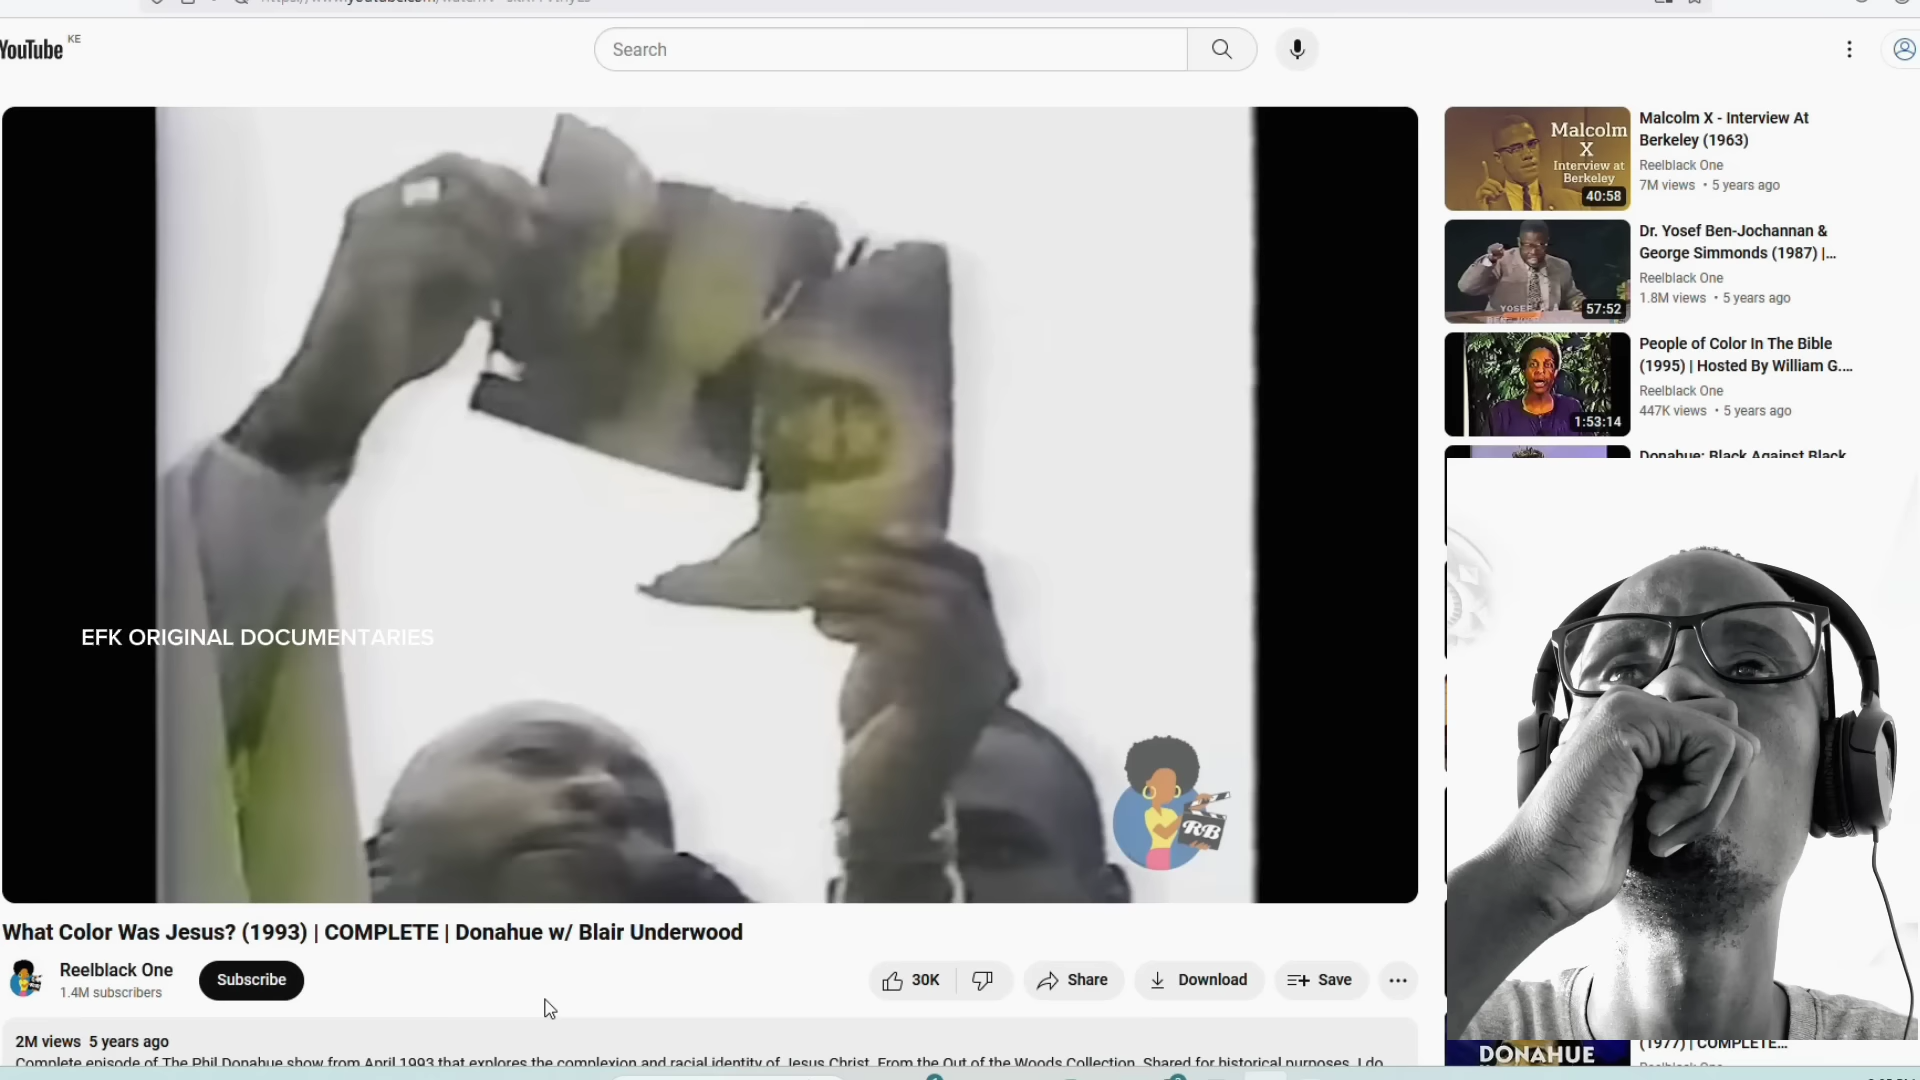 YouTube KE
Search
EFK ORIGINAL DOCUMENTARIES
RB
What Color Was Jesus? (1993) | COMPLETE | Donahue w/ Blair Underwood
Reelblack One
1.4M subscribers
Subscribe
30K
Share
Download
Save
2M views 5 years ago
Complete episode of The Phil Donahue show from April 1993 that explores the complexion and racial identity of Jesus Christ. From the Out of the Woods Collection. Shared for historical purposes. I do
Malcolm
X
Interview at
Berkeley
40:58
Malcolm X - Interview At
Berkeley (1963)
Reelblack One
7M views • 5 years ago
YOSEF
57:52
Dr. Yosef Ben-Jochannan &
George Simmonds (1987) |...
Reelblack One
1.8M views • 5 years ago
1:53:14
People of Color In The Bible
(1995) | Hosted By William G....
Reelblack One
447K views • 5 years ago
Donahue: Black Against Black
DONAHUE
(1977) | COMPLETE...
Reelblack One